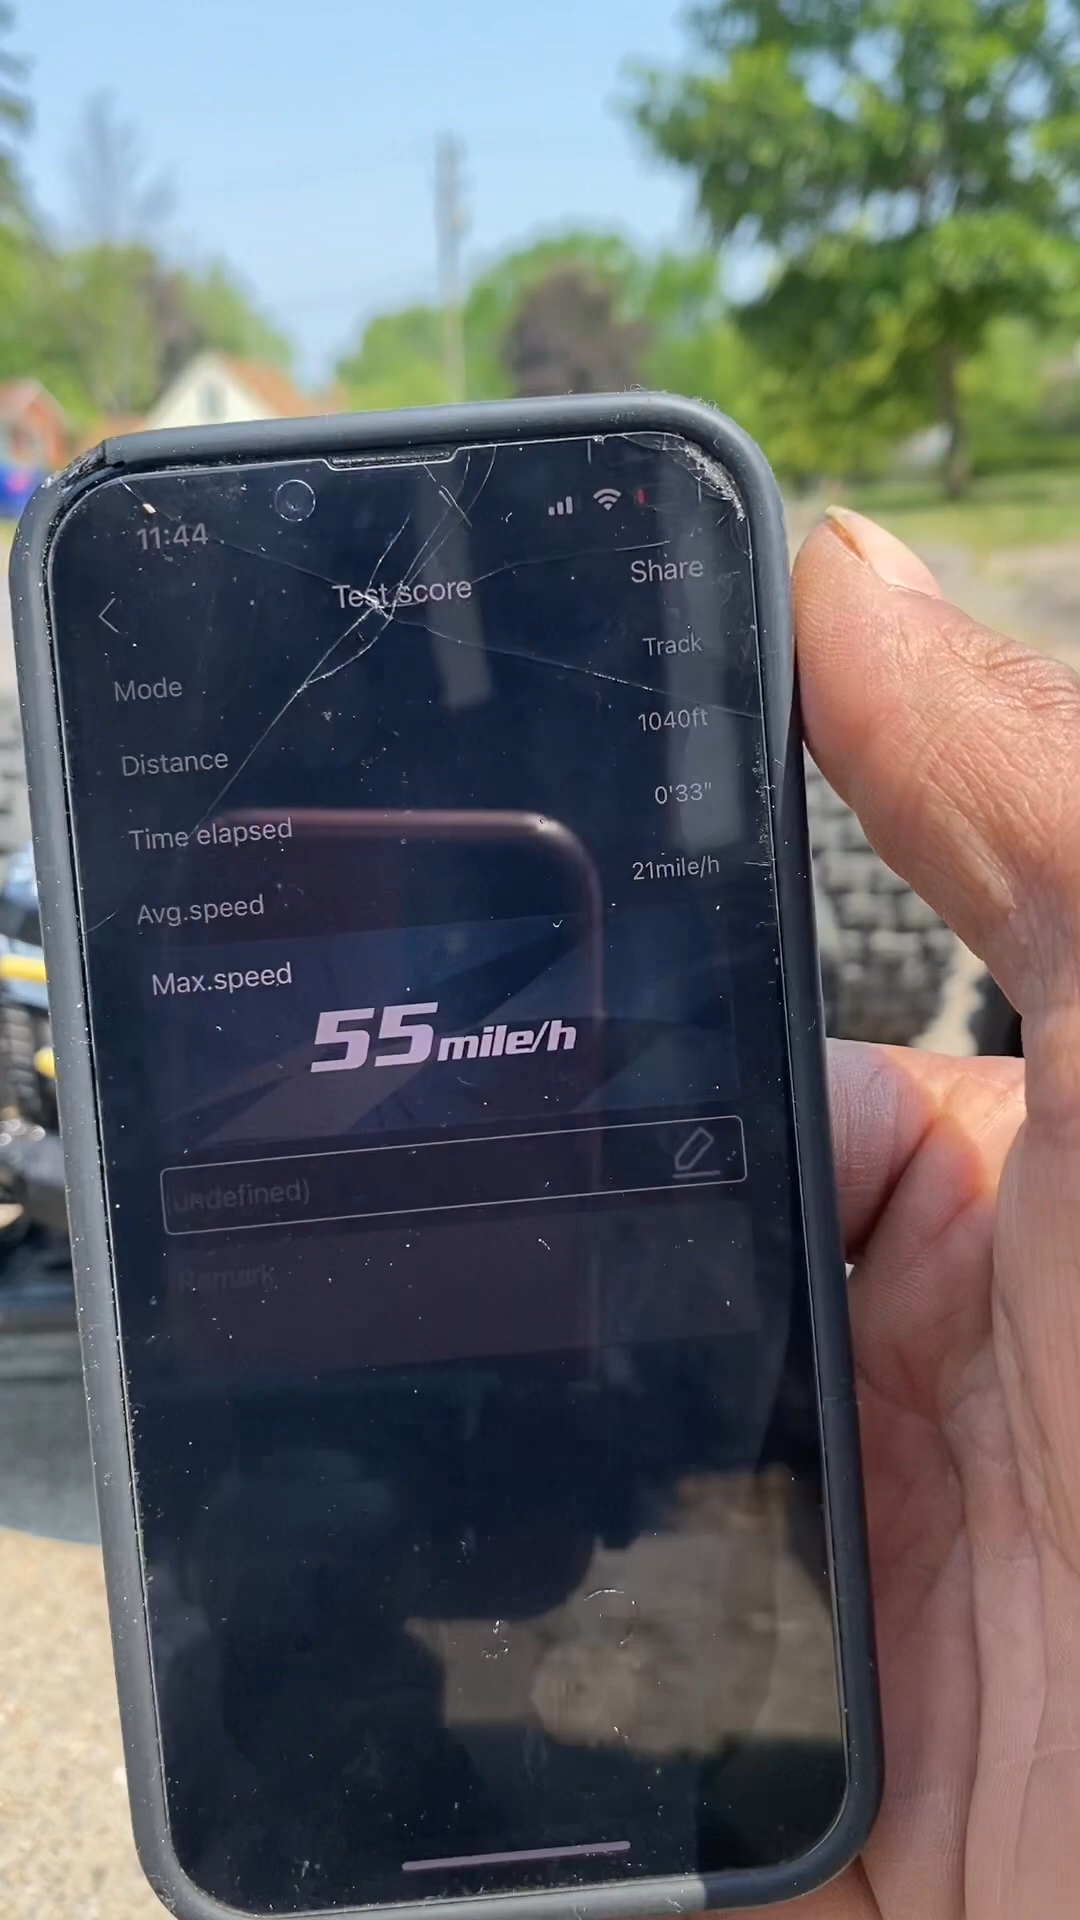 11:44
Test score
Share
Mode
Track
Distance
1040ft
Time elapsed
0'33"
Avg.speed
21mile/h
Max.speed
55mile/h
(undefined)
Remark